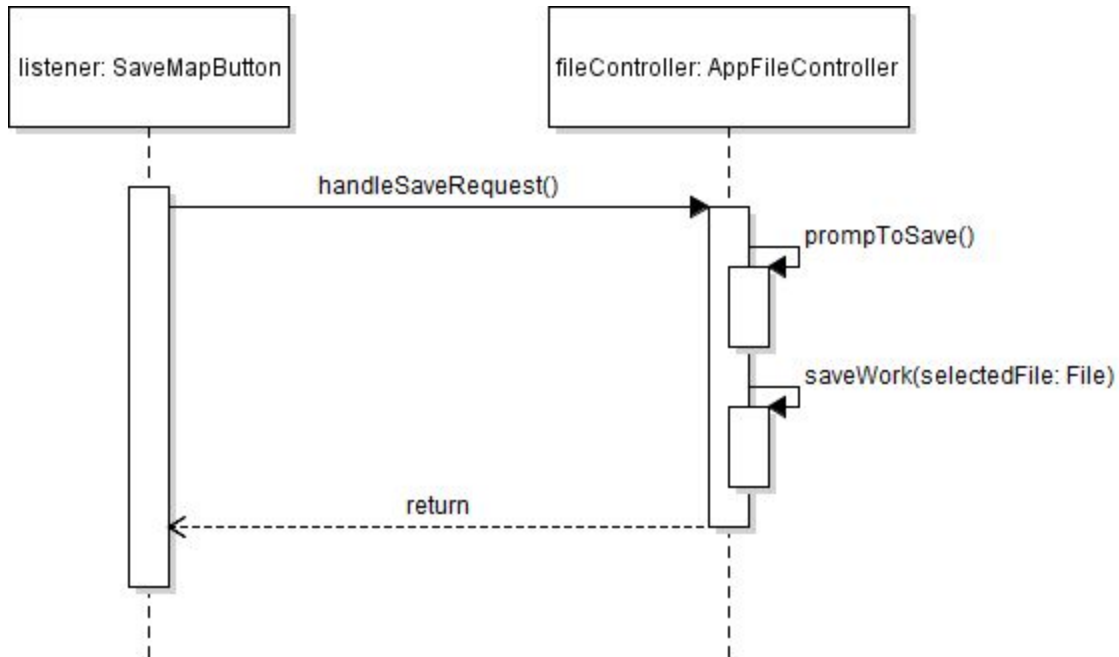 listener: SaveMapButton
fileController: AppFileController
handleSaveRequest()
prompToSave()
saveWork(selectedFile: File)
return